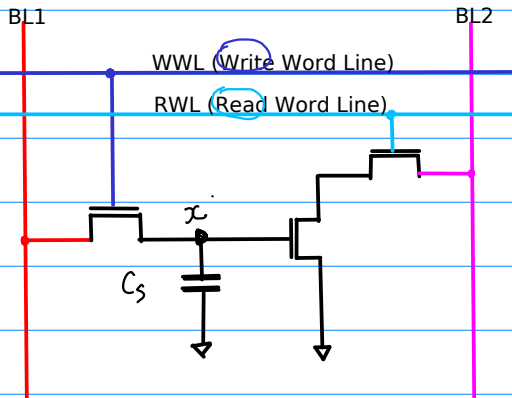 BL1
BL2
WWL (Write Word Line)
RWL (Read Word Line)
x
Cs